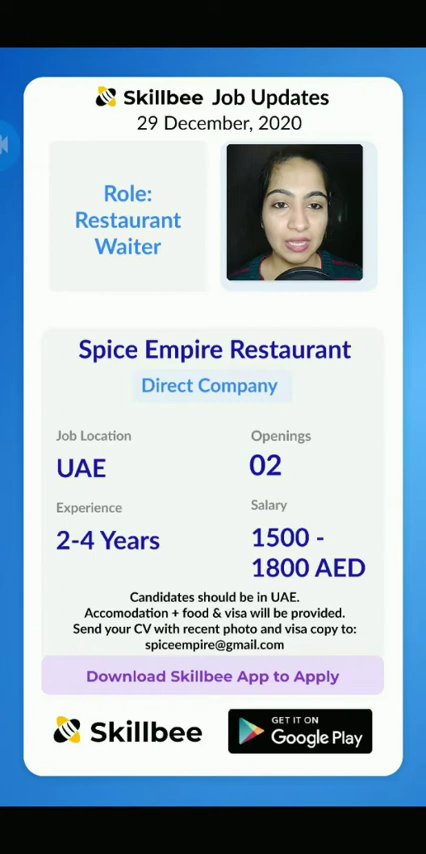 Skillbee Job Updates
29 December, 2020
Role:
Restaurant
Waiter
Spice Empire Restaurant
Direct Company
Job Location
UAE
Openings
02
Experience
2-4 Years
Salary
1500 -
1800 AED
Candidates should be in UAE.
Accomodation + food & visa will be provided.
Send your CV with recent photo and visa copy to:
spiceempire@gmail.com
Download Skillbee App to Apply
Skillbee
GET IT ON
Google Play